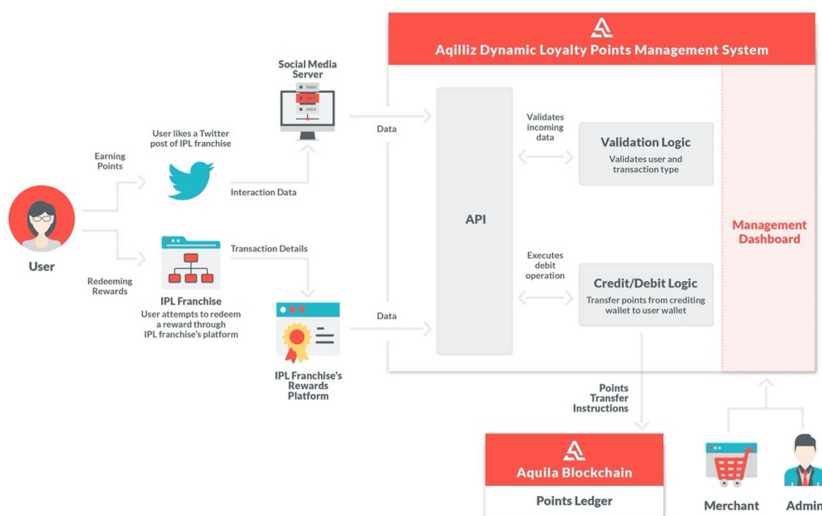 Aqilliz Dynamic Loyalty Points Management System
Social Media
Server
User likes a Twitter
post of IPL franchise
Earning
Points
Interaction Data
Data
User
Redeeming
Rewards
Transaction Details
IPL Franchise
User attempts to redeem
a reward through
IPL franchise's platform
IPL Franchise's
Rewards
Platform
Data
API
Validates
incoming
data
Validation Logic
Validates user and
transaction type
Executes
debit
operation
Credit/Debit Logic
Transfer points from crediting
wallet to user wallet
Management
Dashboard
Points
Transfer
Instructions
Aquila Blockchain
Points Ledger
Merchant
Admin